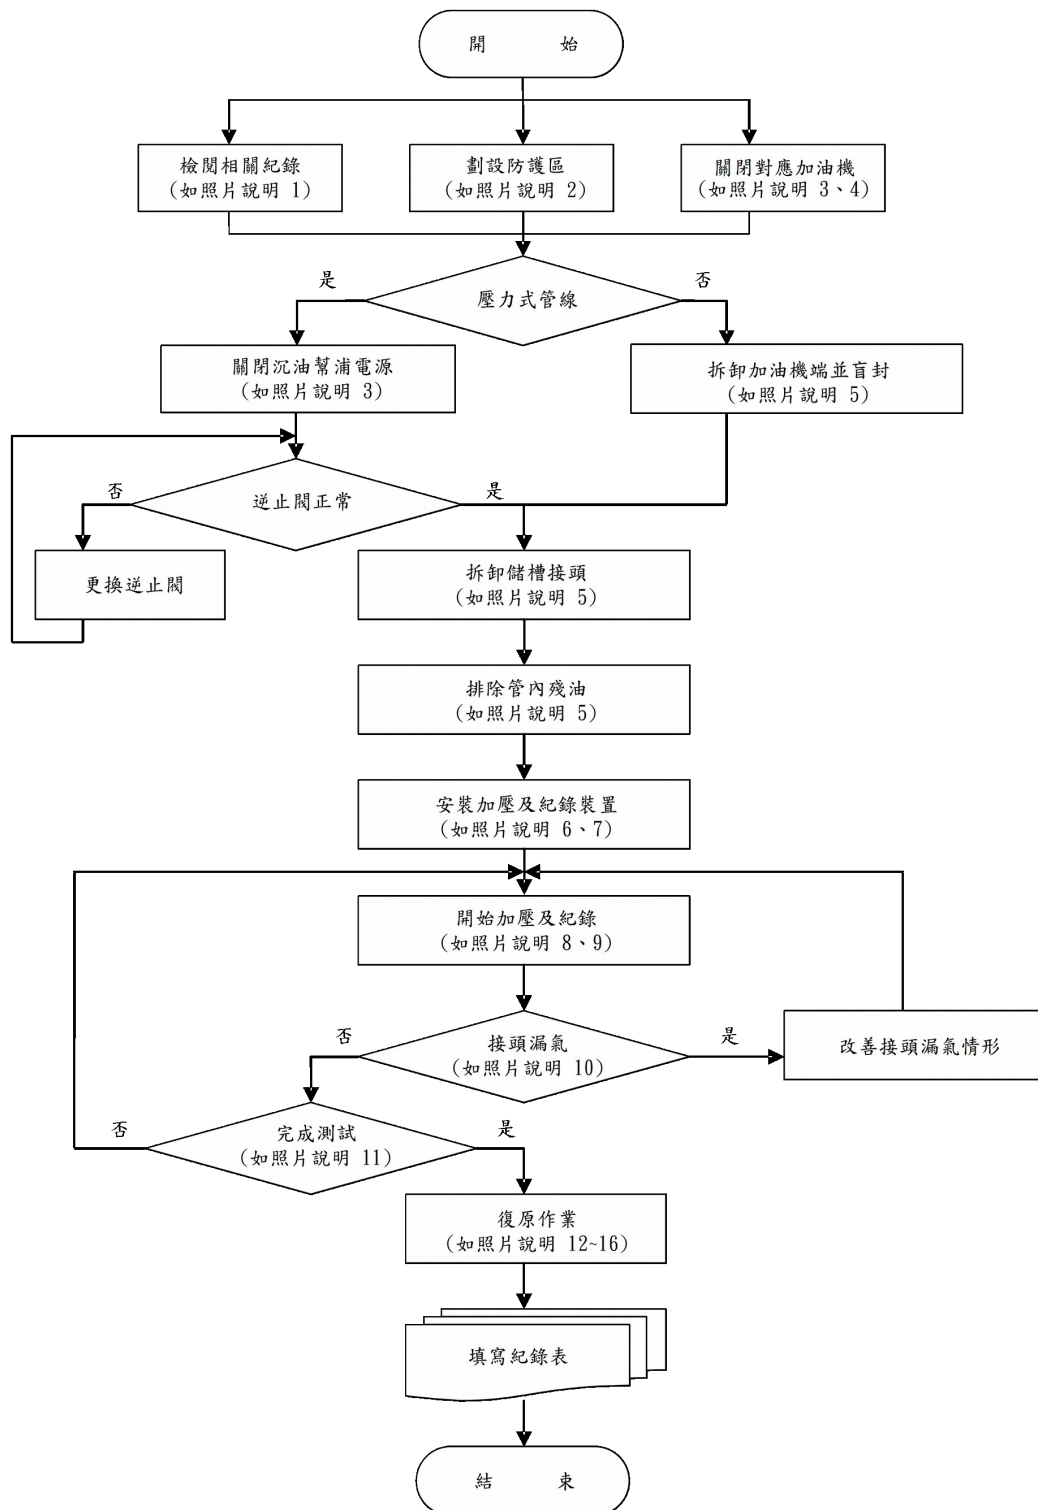 開 始
檢閱相關紀錄
(如照片說明 1)
劃設防護區
(如照片說明 2)
關閉對應加油機
(如照片說明 3、4)
是
壓力式管線
否
關閉沉油幫浦電源
(如照片說明 3)
拆卸加油機端並盲封
(如照片說明 5)
否
逆止閥正常
是
更換逆止閥
拆卸儲槽接頭
(如照片說明 5)
排除管內殘油
(如照片說明 5)
安裝加壓及紀錄裝置
(如照片說明 6、7)
開始加壓及紀錄
(如照片說明 8、9)
否
接頭漏氣
(如照片說明 10)
是
改善接頭漏氣情形
否
完成測試
(如照片說明 11)
是
復原作業
(如照片說明 12~16)
填寫紀錄表
結 束